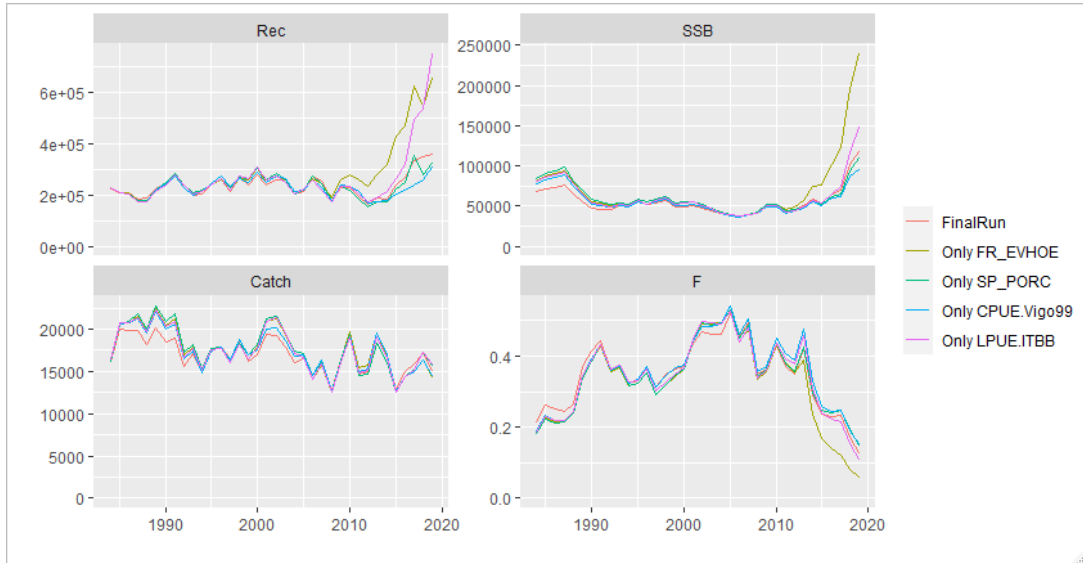 Rec
SSB
6e+05
4e+05
2e+05
0e+00
250000
200000
150000
100000
50000
0
Catch
F
20000
15000
10000
5000
0
0.4
0.2
0.0
1990 2000 2010 2020
1990 2000 2010 2020
FinalRun
Only FR_EVHOE
Only SP_PORC
Only CPUE.Vigo99
Only LPUE.ITBB